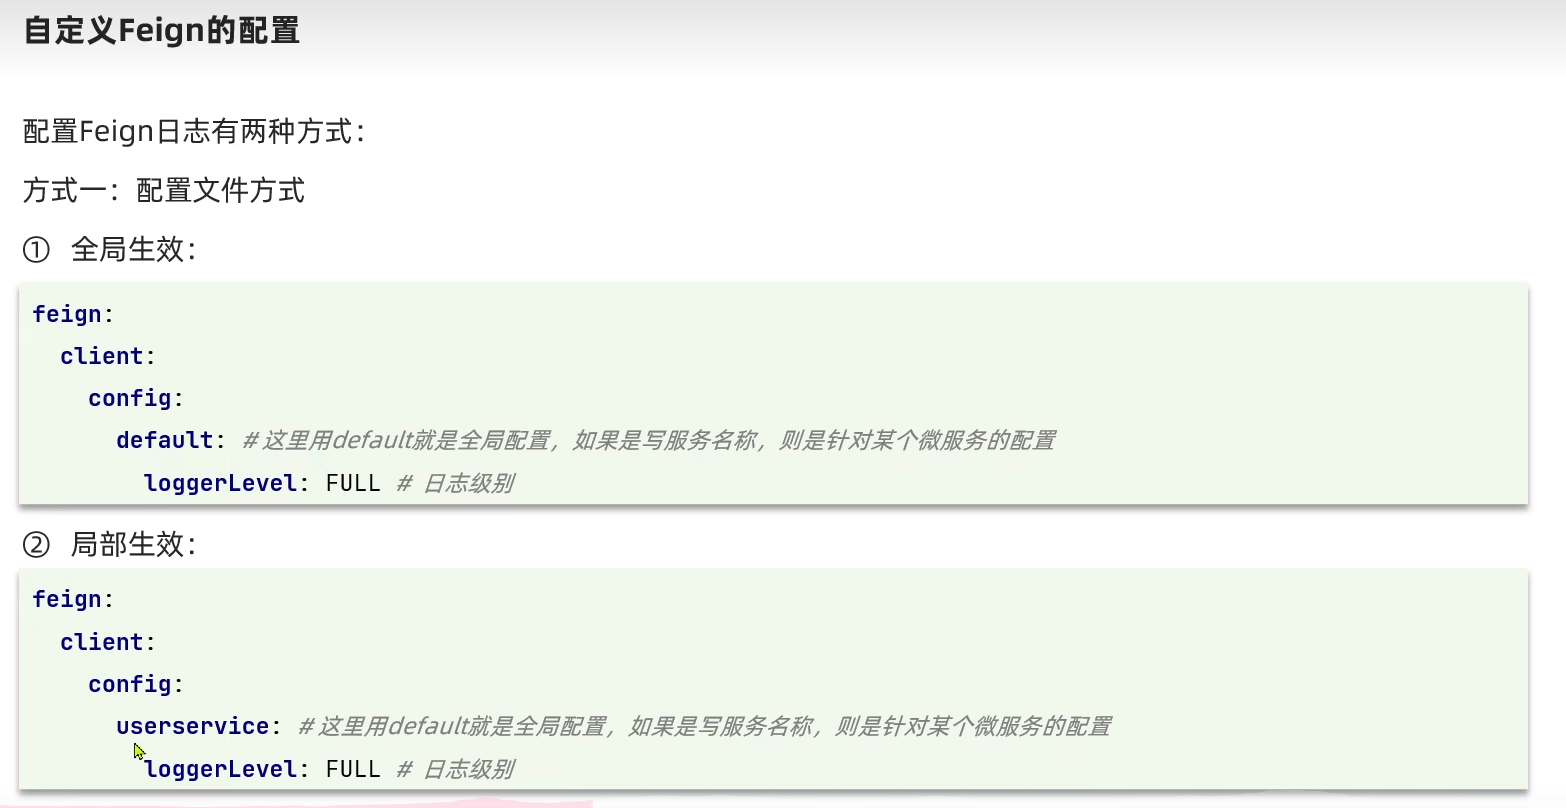 自定义Feign的配置
配置Feign日志有两种方式：
方式一：配置文件方式
① 全局生效：
feign:
  client:
    config:
      default: # 这里用default就是全局配置，如果是写服务名称，则是针对某个微服务的配置
        loggerLevel: FULL # 日志级别
② 局部生效：
feign:
  client:
    config:
      userservice: # 这里用default就是全局配置，如果是写服务名称，则是针对某个微服务的配置
        loggerLevel: FULL # 日志级别